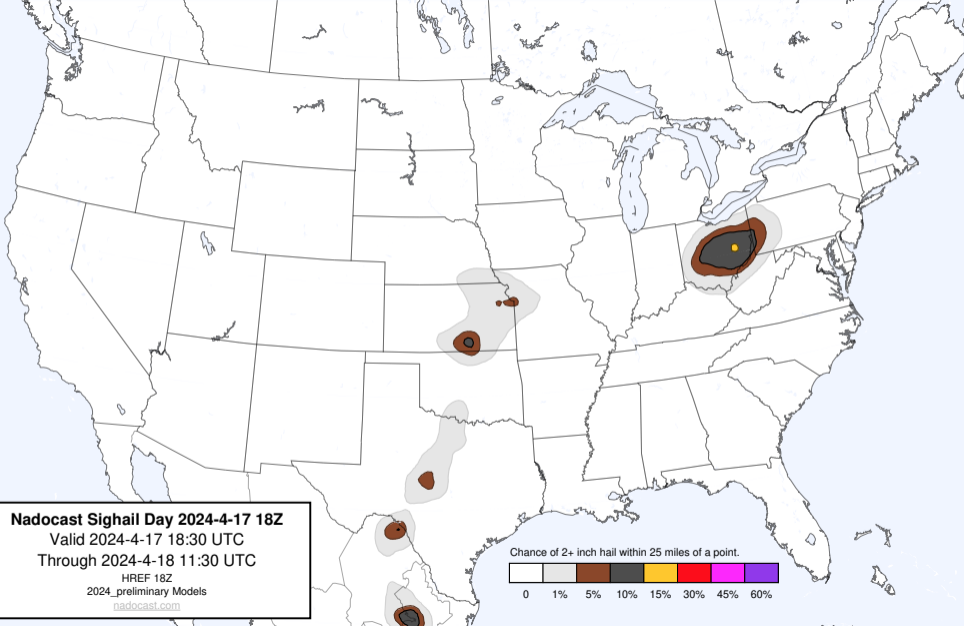 Nadocast Sighail Day 2024-4-17 18Z
Valid 2024-4-17 18:30 UTC
Through 2024-4-18 11:30 UTC
HREF 18Z
2024_preliminary Models
nadocast.com
Chance of 2+ inch hail within 25 miles of a point.
0 1% 5% 10% 15% 30% 45% 60%